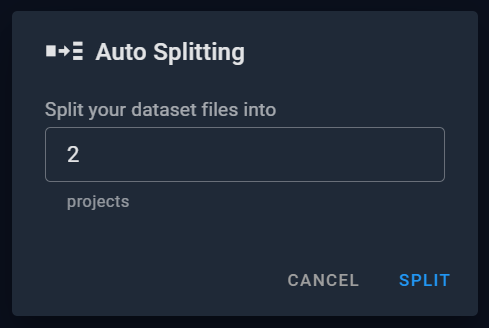 Auto Splitting
Split your dataset files into
2
projects
CANCEL SPLIT